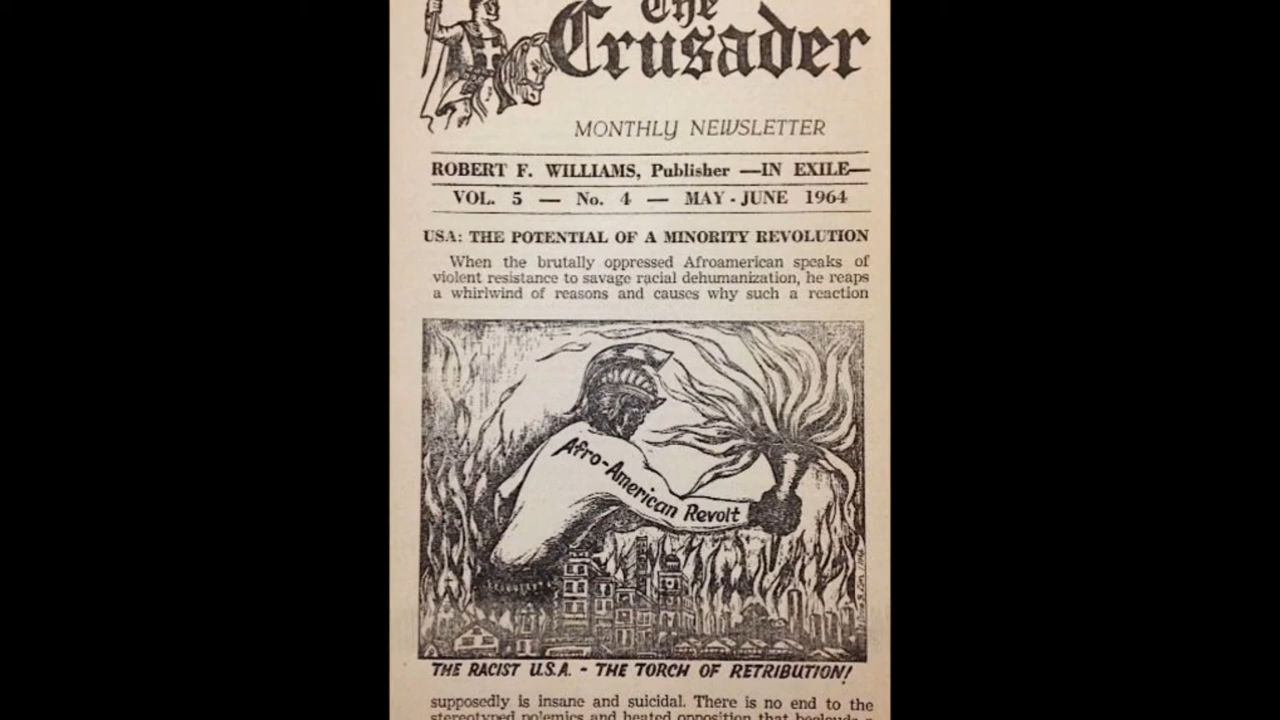 The
Crusader
MONTHLY NEWSLETTER
ROBERT F. WILLIAMS, Publisher —IN EXILE—
VOL. 5 — No. 4 — MAY - JUNE 1964
USA: THE POTENTIAL OF A MINORITY REVOLUTION
When the brutally oppressed Afroamerican speaks of
violent resistance to savage racial dehumanization, he reaps
a whirlwind of reasons and causes why such a reaction
Afro-American Revolt
THE RACIST U.S.A. - THE TORCH OF RETRIBUTION!
supposedly is insane and suicidal. There is no end to the
stereotyped polemics and heated opposition that